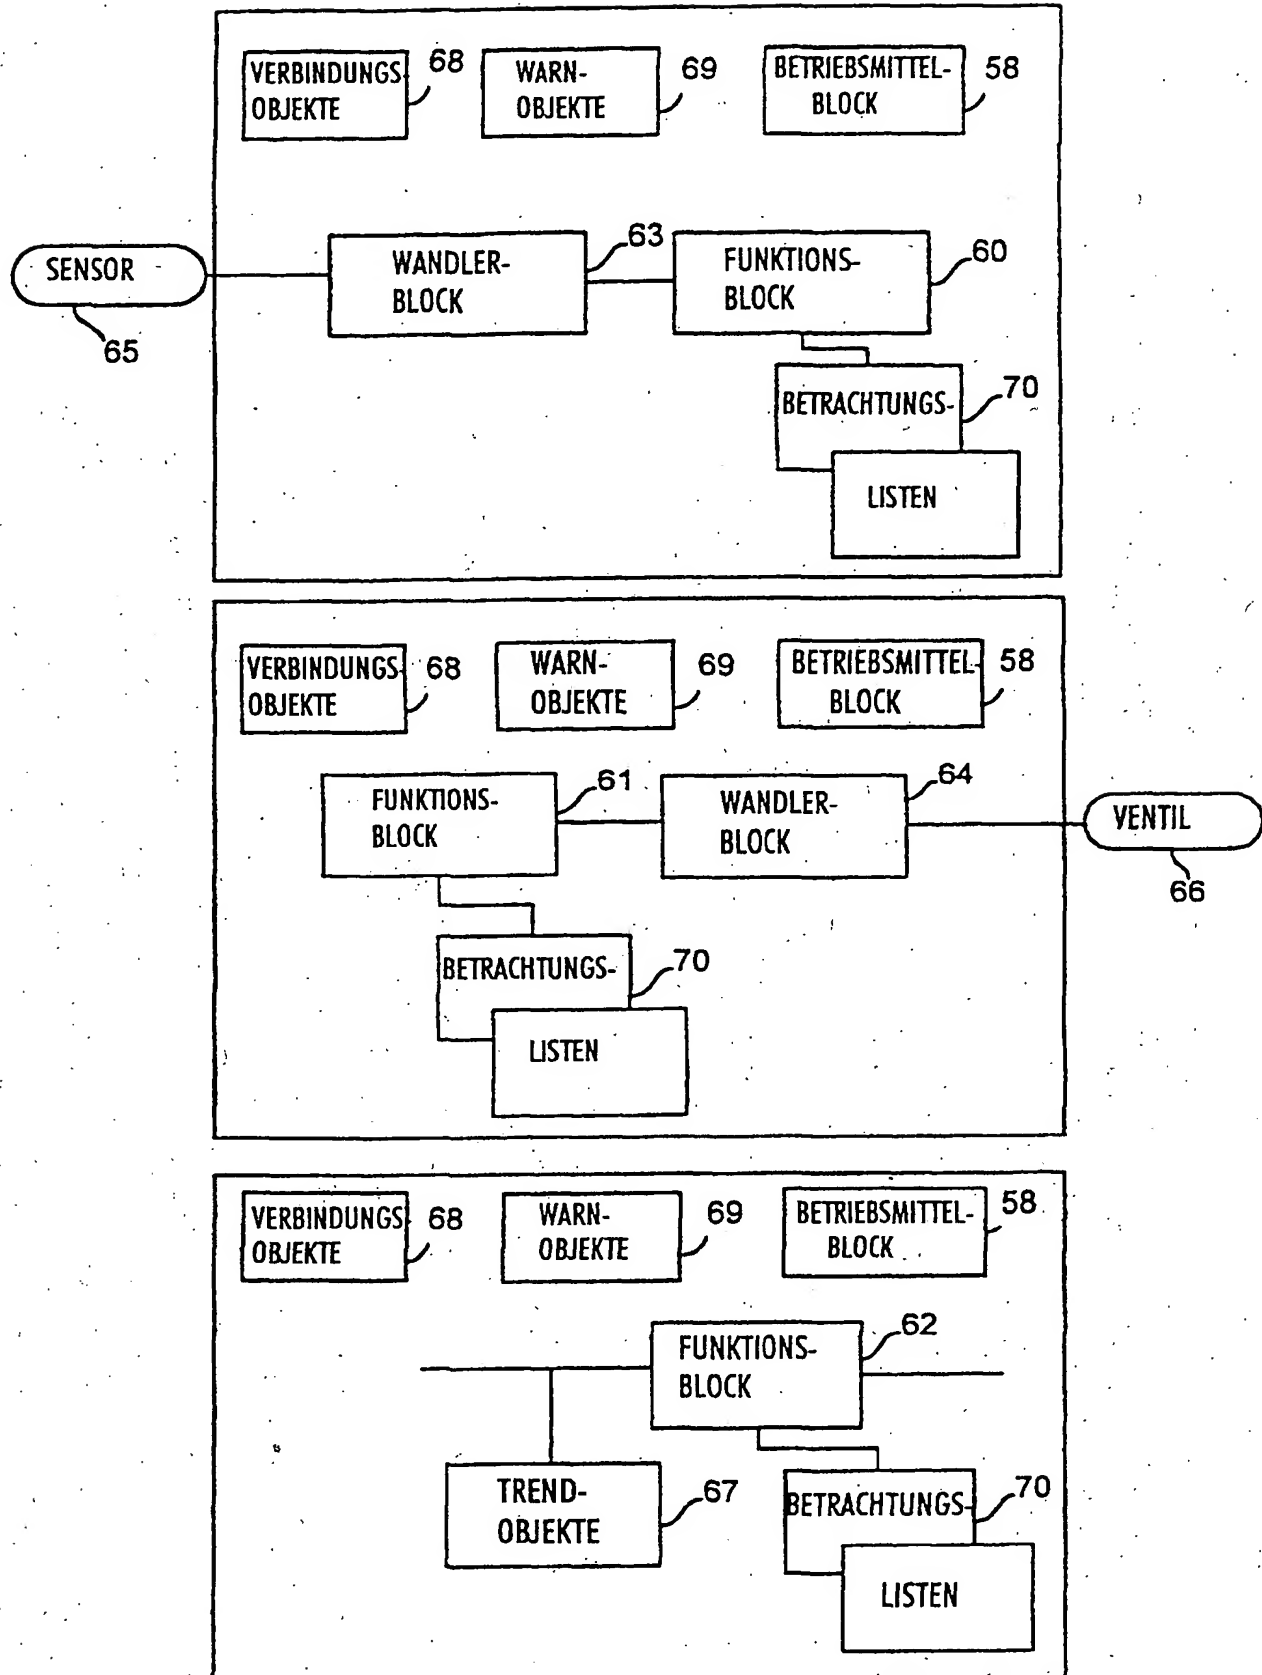 VERBINDUNGS-
OBJEKTE
68
WARN-
OBJEKTE
69
BETRIEBSMITTEL-
BLOCK
58
SENSOR
65
WANDLER-
BLOCK
63
FUNKTIONS-
BLOCK
60
BETRACHTUNGS-
70
LISTEN
VERBINDUNGS-
OBJEKTE
68
WARN-
OBJEKTE
69
BETRIEBSMITTEL-
BLOCK
58
FUNKTIONS-
BLOCK
61
WANDLER-
BLOCK
64
VENTIL
66
BETRACHTUNGS-
70
LISTEN
VERBINDUNGS
OBJEKTE
68
WARN-
OBJEKTE
69
BETRIEBSMITTEL-
BLOCK
58
FUNKTIONS-
BLOCK
62
TREND-
OBJEKTE
67
BETRACHTUNGS-
70
LISTEN